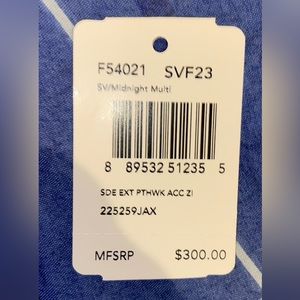 F54021 SVF23
SV/Midnight Multi
8 89532 51235 5
SDE EXT PTHWK ACC ZI
225259JAX
MFSRP $300.00